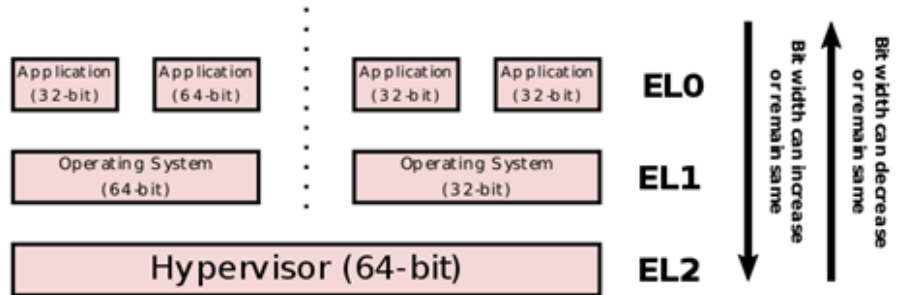 Application
(32-bit)
Application
(64-bit)
Application
(32-bit)
Application
(32-bit)
EL0
Operating System
(64-bit)
Operating System
(32-bit)
EL1
Hypervisor (64-bit)
EL2
Bit width can increase
or remain same
Bit width can decrease
or remain same